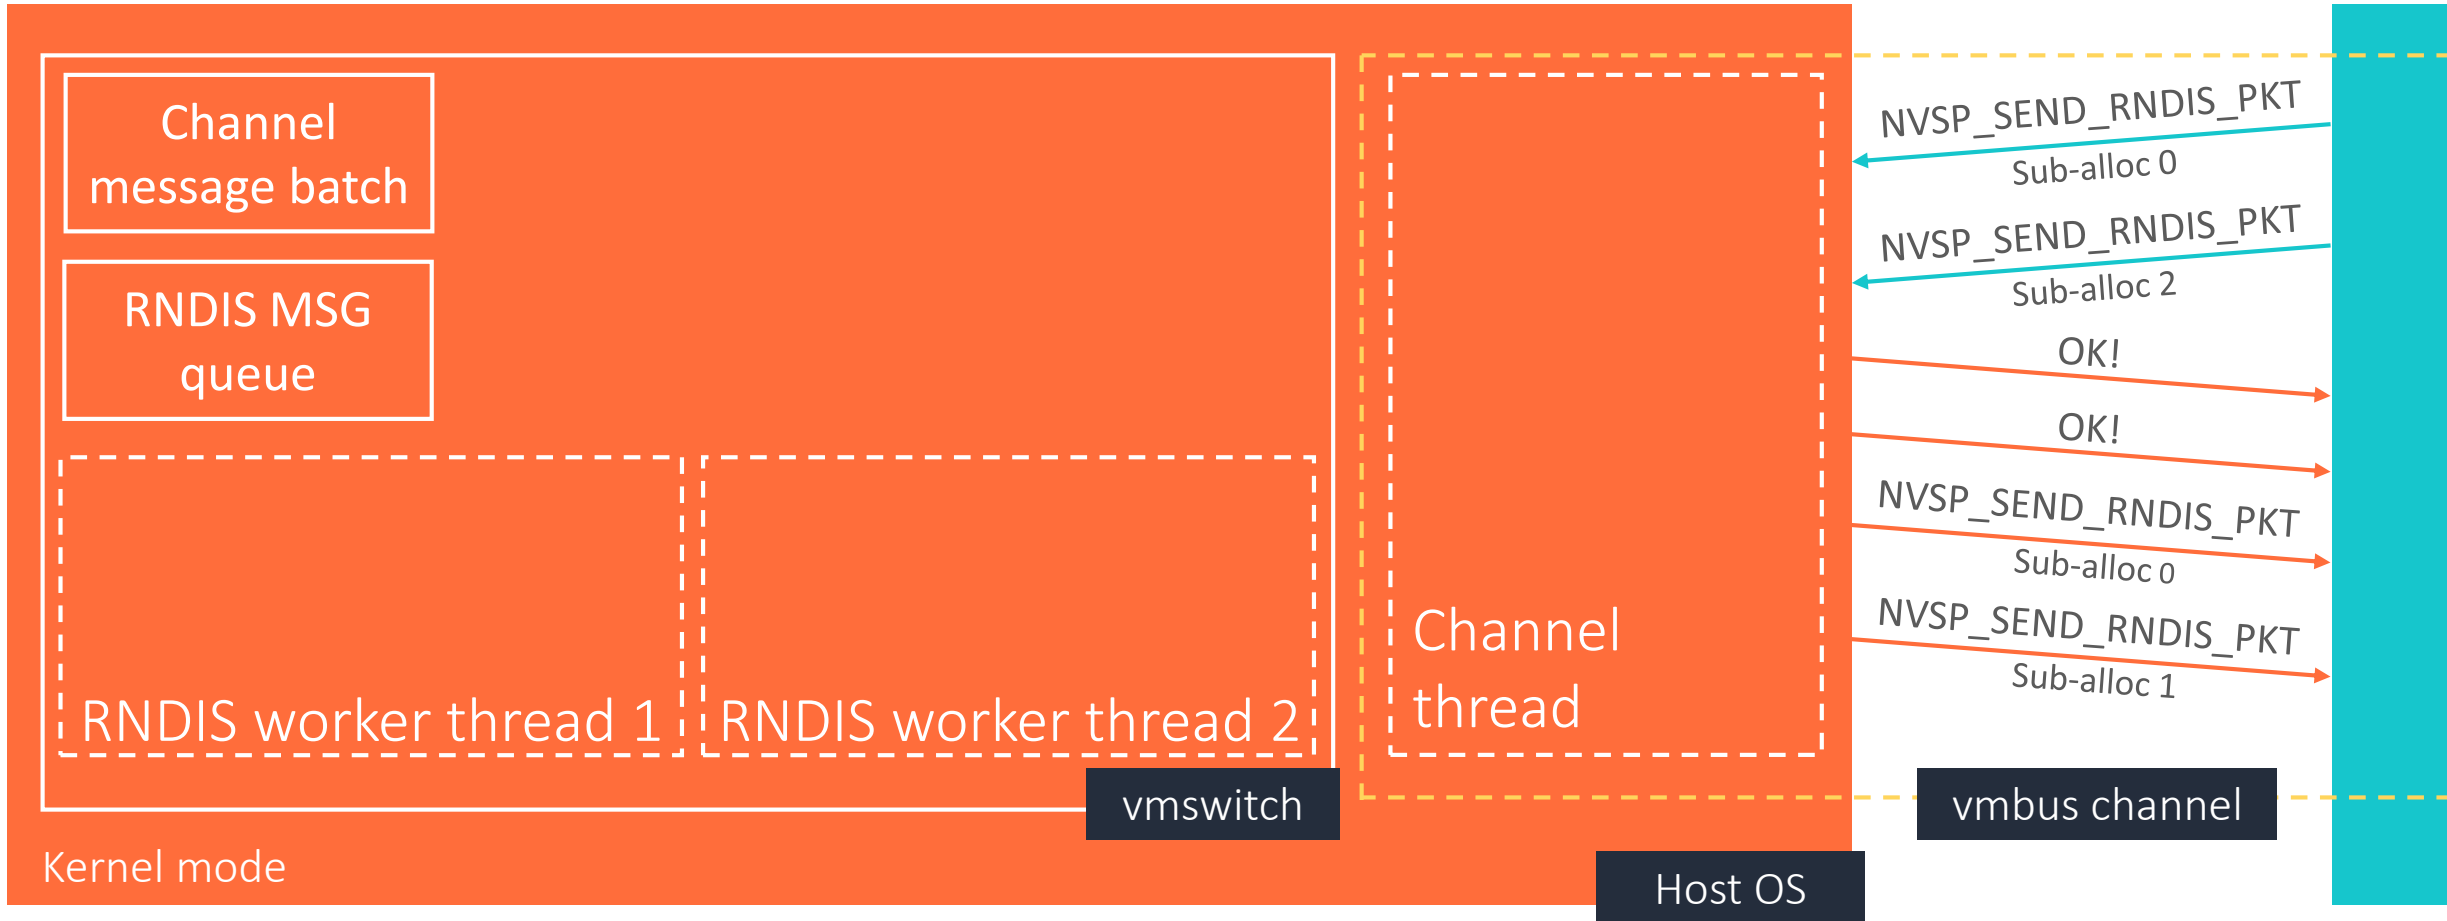 Channel
message batch
RNDIS MSG
queue
RNDIS worker thread 1
RNDIS worker thread 2
vmswitch
Kernel mode
Channel
thread
Host OS
NVSP_SEND_RNDIS_PKT
Sub-alloc 0
NVSP_SEND_RNDIS_PKT
Sub-alloc 2
OK!
OK!
NVSP_SEND_RNDIS_PKT
Sub-alloc 0
NVSP_SEND_RNDIS_PKT
Sub-alloc 1
vmbus channel